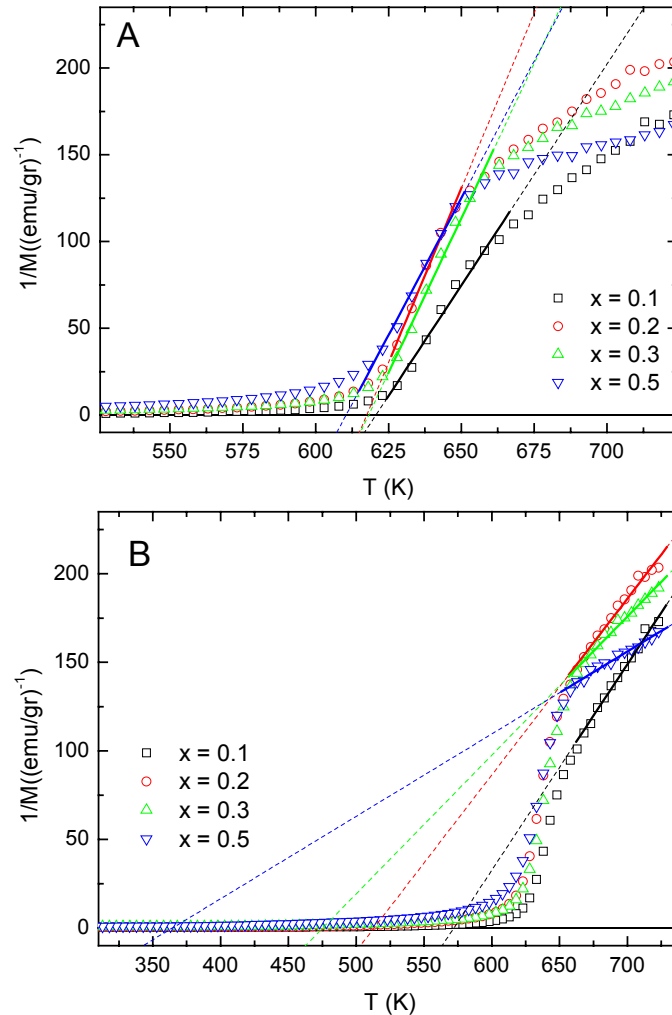 A
200
150
100
50
0
1/M((emu/gr)⁻¹)
x = 0.1
x = 0.2
x = 0.3
x = 0.5
550 575 600 625 650 675 700
T (K)
B
200
150
100
50
0
1/M((emu/gr)⁻¹)
x = 0.1
x = 0.2
x = 0.3
x = 0.5
350 400 450 500 550 600 650 700
T (K)